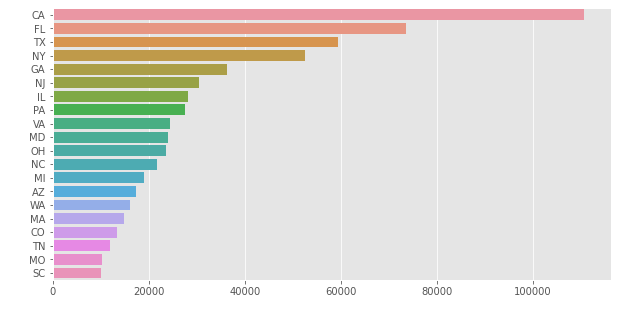 CA
FL
TX
NY
GA
NJ
IL
PA
VA
MD
OH
NC
MI
AZ
WA
MA
CO
TN
MO
SC
0 20000 40000 60000 80000 100000